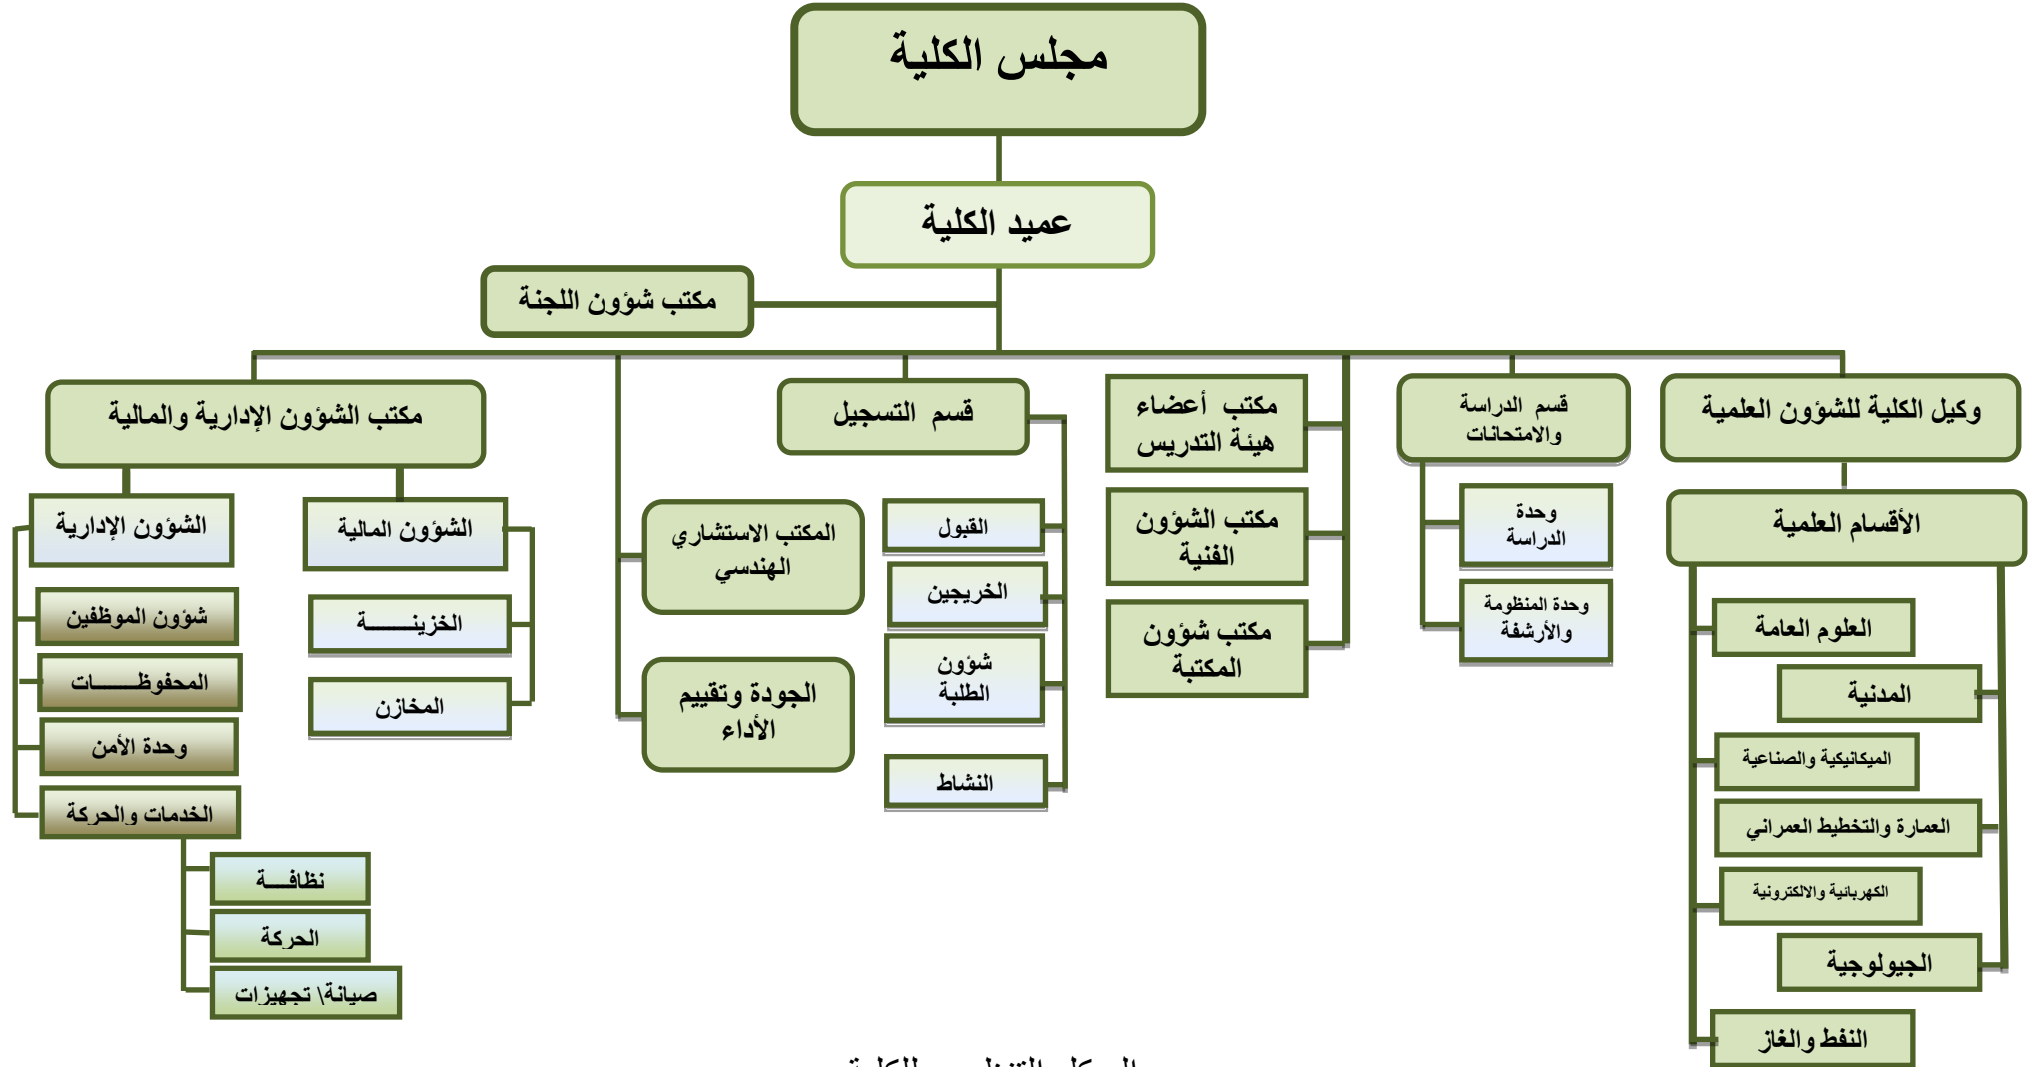 مجلس الكلية
عميد الكلية
مكتب شؤون اللجنة
وكيل الكلية للشؤون العلمية
الأقسام العلمية
العلوم العامة
المدنية
الميكانيكية والصناعية
العمارة والتخطيط العمراني
الكهربائية والالكترونية
الجيولوجية
النفط والغاز
قسم الدراسة
والامتحانات
وحدة
الدراسة
وحدة المنظومة
والأرشفة
مكتب أعضاء
هيئة التدريس
مكتب الشؤون
الفنية
مكتب شؤون
المكتبة
قسم التسجيل
القبول
الخريجين
شؤون
الطلبة
النشاط
المكتب الاستشاري
الهندسي
الجودة وتقييم
الأداء
مكتب الشؤون الإدارية والمالية
الشؤون المالية
الخزينـــــــة
المخازن
الشؤون الإدارية
شؤون الموظفين
المحفوظـــــــات
وحدة الأمن
الخدمات والحركة
نظافــــة
الحركة
صيانة\ تجهيزات